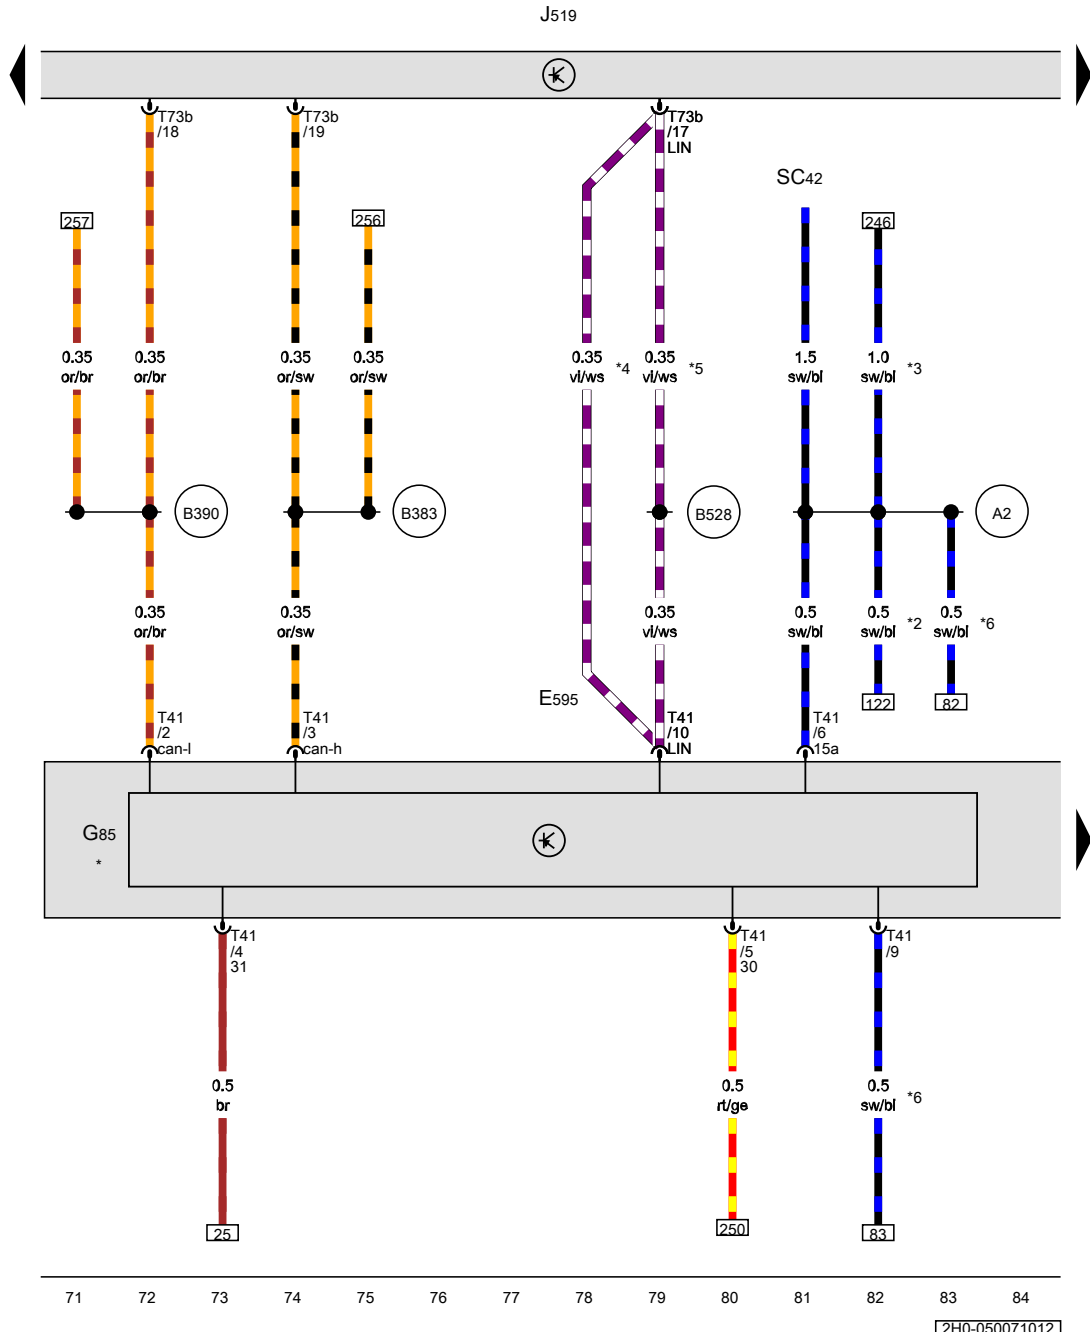 J519
T73b
/18
T73b
/19
T73b
/17
LIN
SC42
257
256
246
0.35
or/br
0.35
or/br
0.35
or/sw
0.35
or/sw
0.35
vi/ws
*4
0.35
vi/ws
*5
1.5
sw/bl
1.0
sw/bl
*3
B390
B383
B528
A2
0.35
or/br
0.35
or/sw
0.35
vi/ws
0.5
sw/bl
0.5
sw/bl
*2
0.5
sw/bl
*6
E595
122
82
T41
/2
can-l
T41
/3
can-h
T41
/10
LIN
T41
/6
15a
G85
*
T41
/4
31
T41
/5
30
T41
/9
0.5
br
0.5
rt/ge
0.5
sw/bl
*6
25
250
83
71 72 73 74 75 76 77 78 79 80 81 82 83 84
2H0-050071012